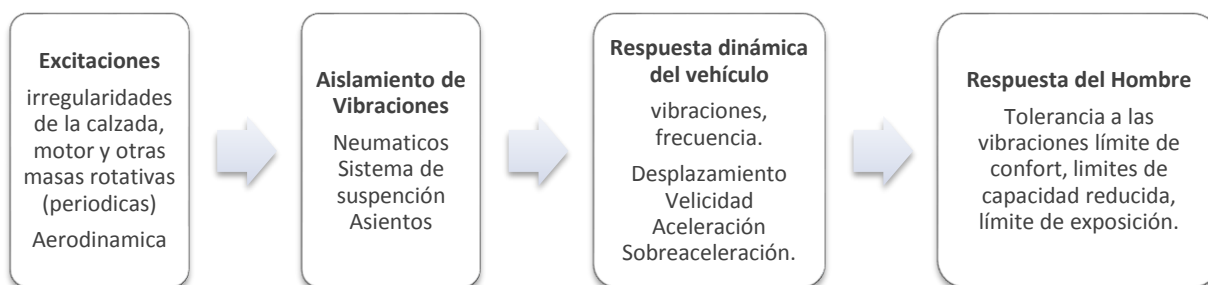 Excitaciones
irregularidades
de la calzada,
motor y otras
masas rotativas
(periodicas)
Aerodinamica
Aislamiento de
Vibraciones
Neumaticos
Sistema de
suspención
Asientos
Respuesta dinámica
del vehículo
vibraciones,
frecuencia.
Desplazamiento
Velicidad
Aceleración
Sobreaceleración.
Respuesta del Hombre
Tolerancia a las
vibraciones límite de
confort, limites de
capacidad reducida,
límite de exposición.